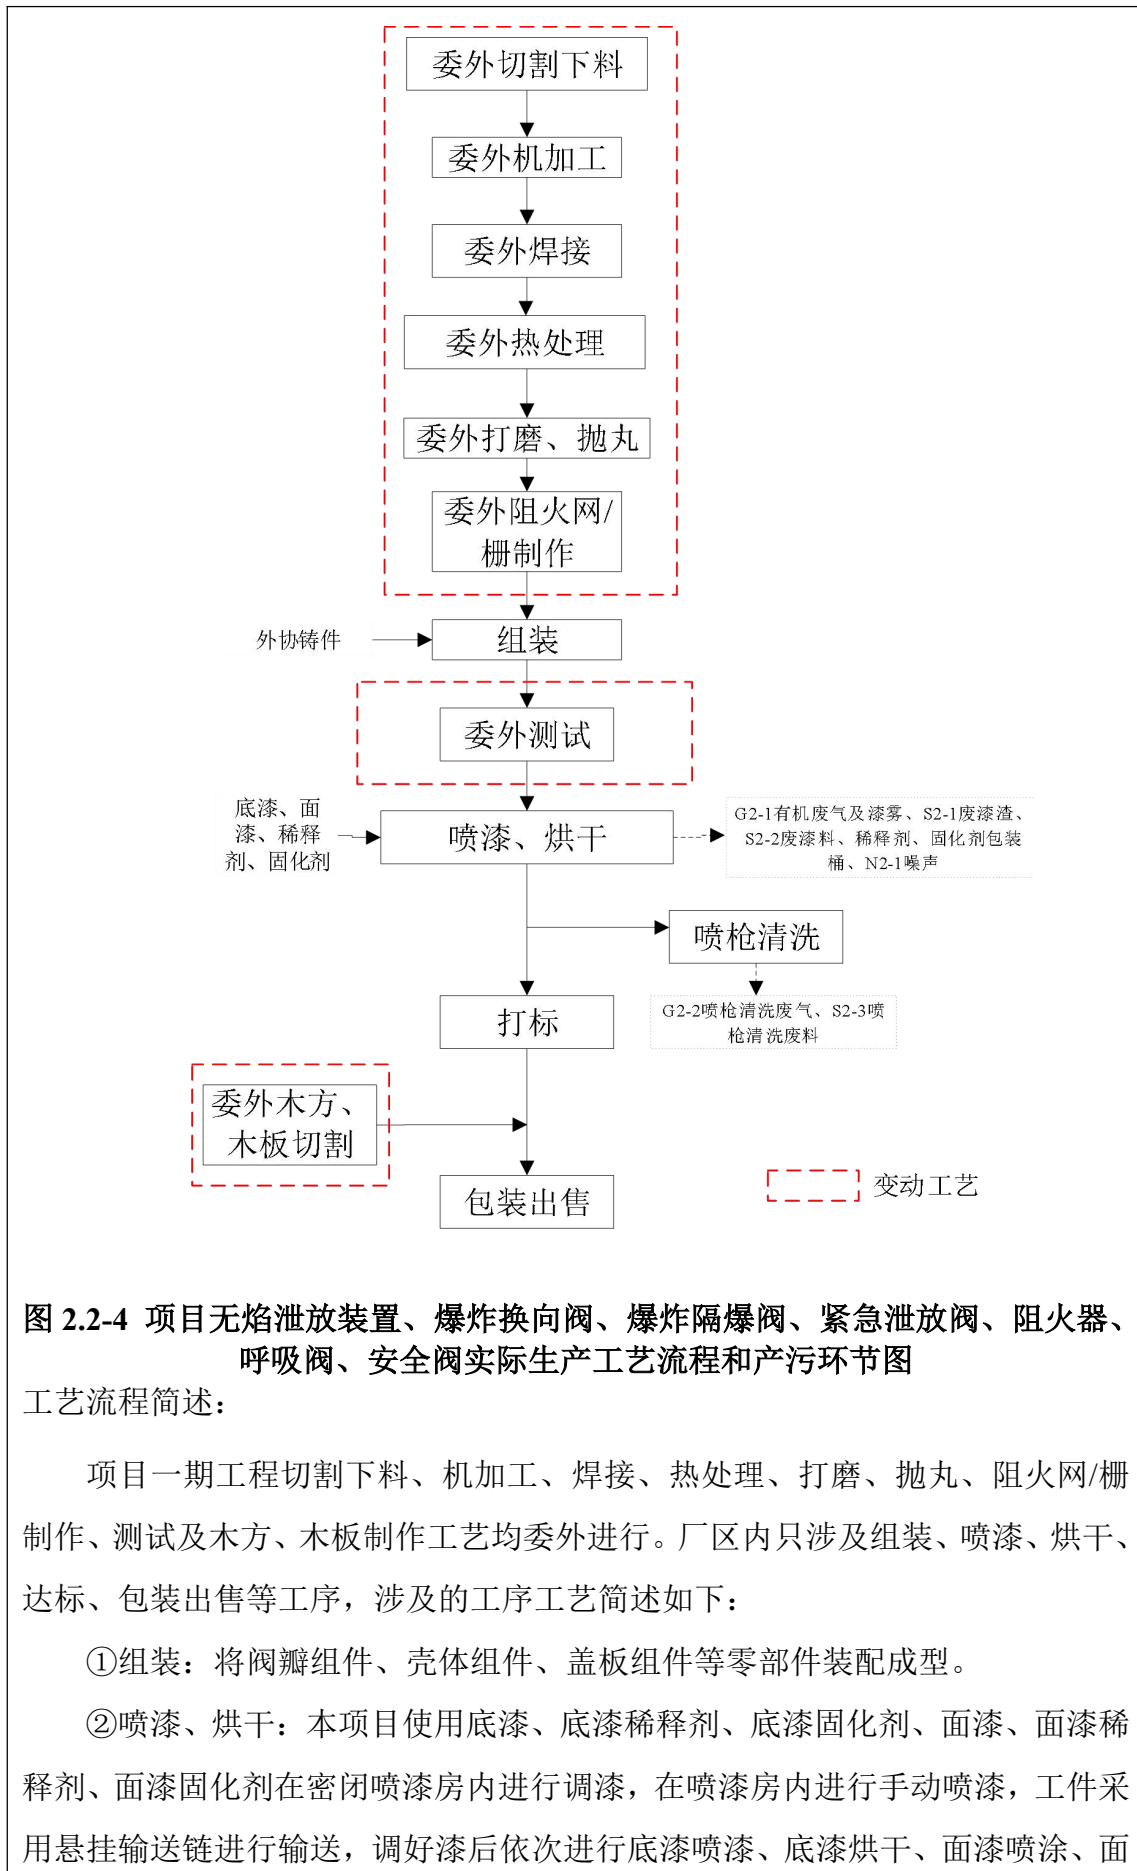 委外切割下料
委外机加工
委外焊接
委外热处理
委外打磨、抛丸
委外阻火网/
栅制作
外协铸件
组装
委外测试
底漆、面
漆、稀释
剂、固化剂
喷漆、烘干
G2-1有机废气及漆雾、S2-1废漆渣、
S2-2废漆料、稀释剂、固化剂包装
桶、N2-1噪声
喷枪清洗
G2-2喷枪清洗废气、S2-3喷
枪清洗废料
打标
委外木方、
木板切割
包装出售
变动工艺
图 2.2-4 项目无焰泄放装置、爆炸换向阀、爆炸隔爆阀、紧急泄放阀、阻火器、
呼吸阀、安全阀实际生产工艺流程和产污环节图
工艺流程简述：
项目一期工程切割下料、机加工、焊接、热处理、打磨、抛丸、阻火网/栅
制作、测试及木方、木板制作工艺均委外进行。厂区内只涉及组装、喷漆、烘干、
达标、包装出售等工序，涉及的工序工艺简述如下：
①组装：将阀瓣组件、壳体组件、盖板组件等零部件装配成型。
②喷漆、烘干：本项目使用底漆、底漆稀释剂、底漆固化剂、面漆、面漆稀
释剂、面漆固化剂在密闭喷漆房内进行调漆，在喷漆房内进行手动喷漆，工件采
用悬挂输送链进行输送，调好漆后依次进行底漆喷漆、底漆烘干、面漆喷涂、面